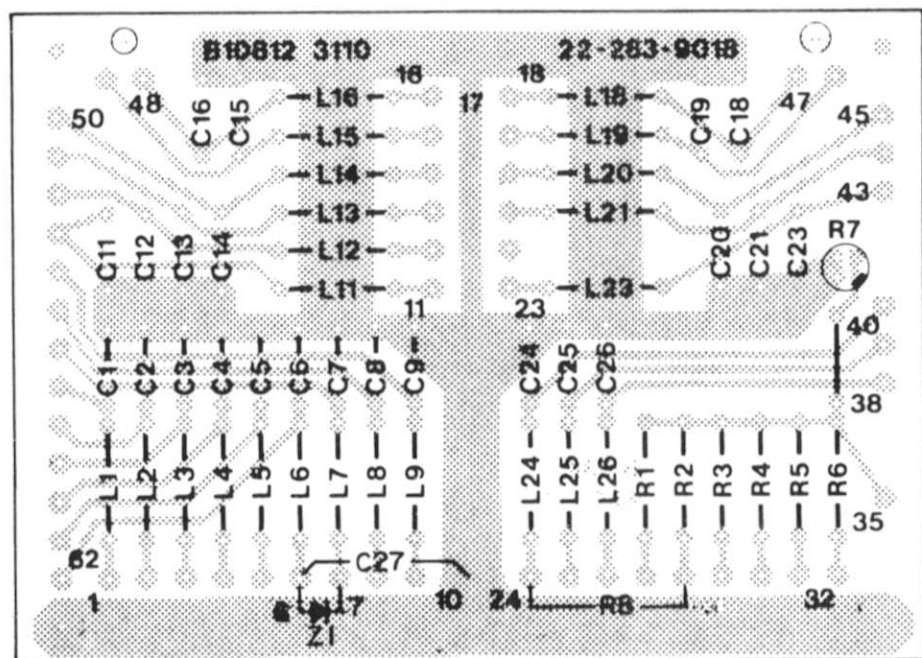 B10812 3110 22-263-9018
16 18
50 48 C16 C15 L16 17 L18 C19 C18 47 45
L15 L19
L14 L20 43
L13 L21
C11 C12 C13 C14 L12 C20 C21 C23 R7
L11 L23
11 23 40
C1 C2 C3 C4 C5 C6 C7 C8 C9 C24 C25 C26
38
L1 L2 L3 L4 L5 L6 L7 L8 L9 L24 L25 L26 R1 R2 R3 R4 R5 R6
35
62 C27
1 6 7 10 24 R8 32
Z1